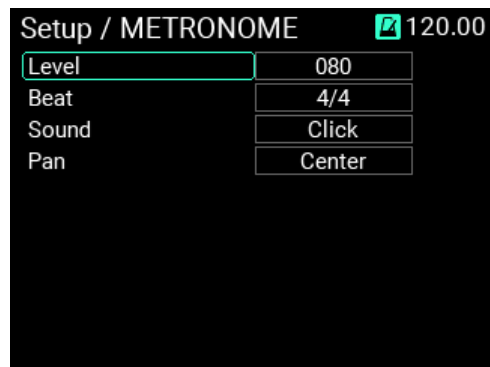 Setup / METRONOME 120.00
Level 080
Beat 4/4
Sound Click
Pan Center